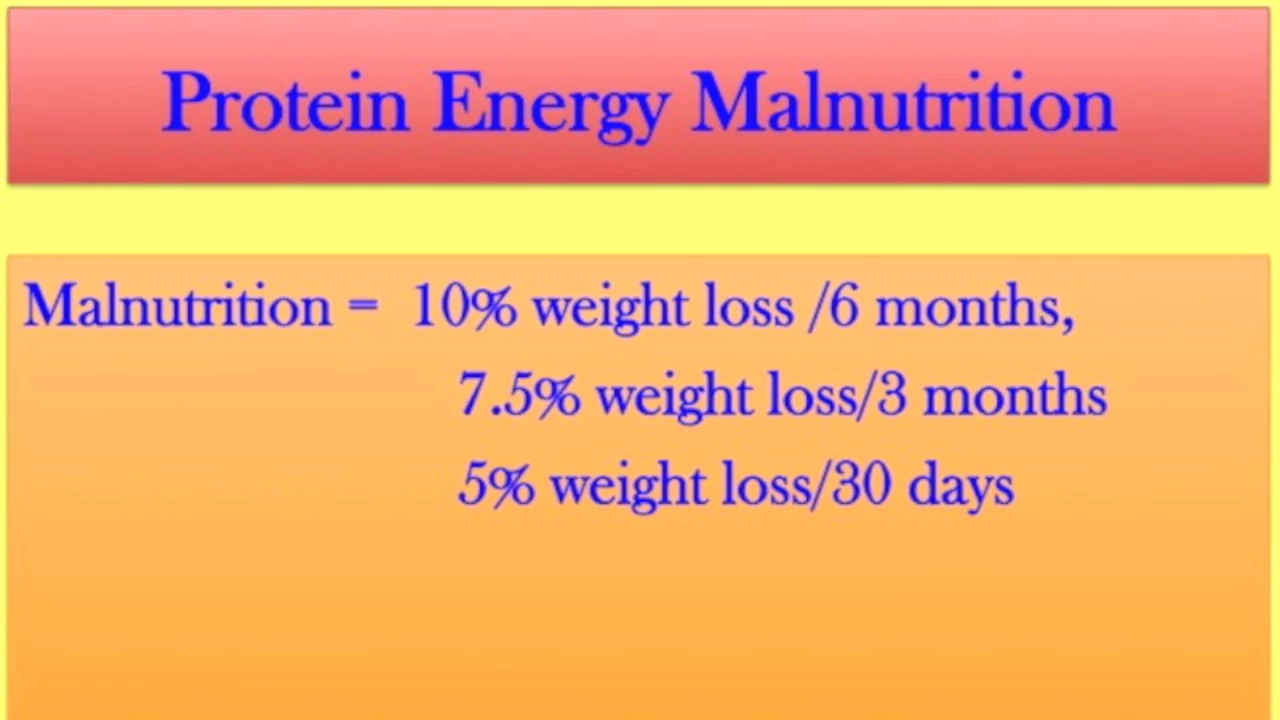 Protein Energy Malnutrition
Malnutrition = 10% weight loss /6 months,
7.5% weight loss/3 months
5% weight loss/30 days